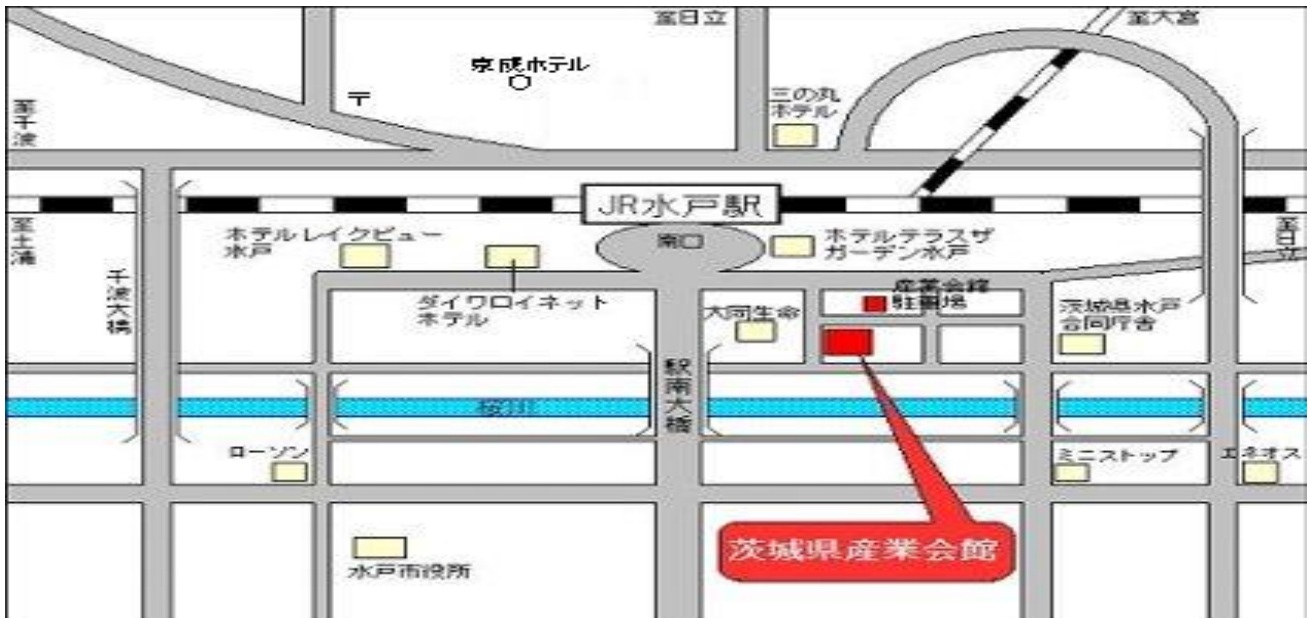 至日立
至大宮
京成ホテル
〒
三の丸
ホテル
至千波
JR水戸駅
至土浦
ホテルレイクビュー
水戸
南口
ホテルテラスザ
ガーデン水戸
至日立
千波大橋
ダイワロイネット
ホテル
大同生命
産業会館
駐車場
茨城県水戸
合同庁舎
駅南大橋
桜川
ローソン
ミニストップ
エネオス
茨城県産業会館
水戸市役所